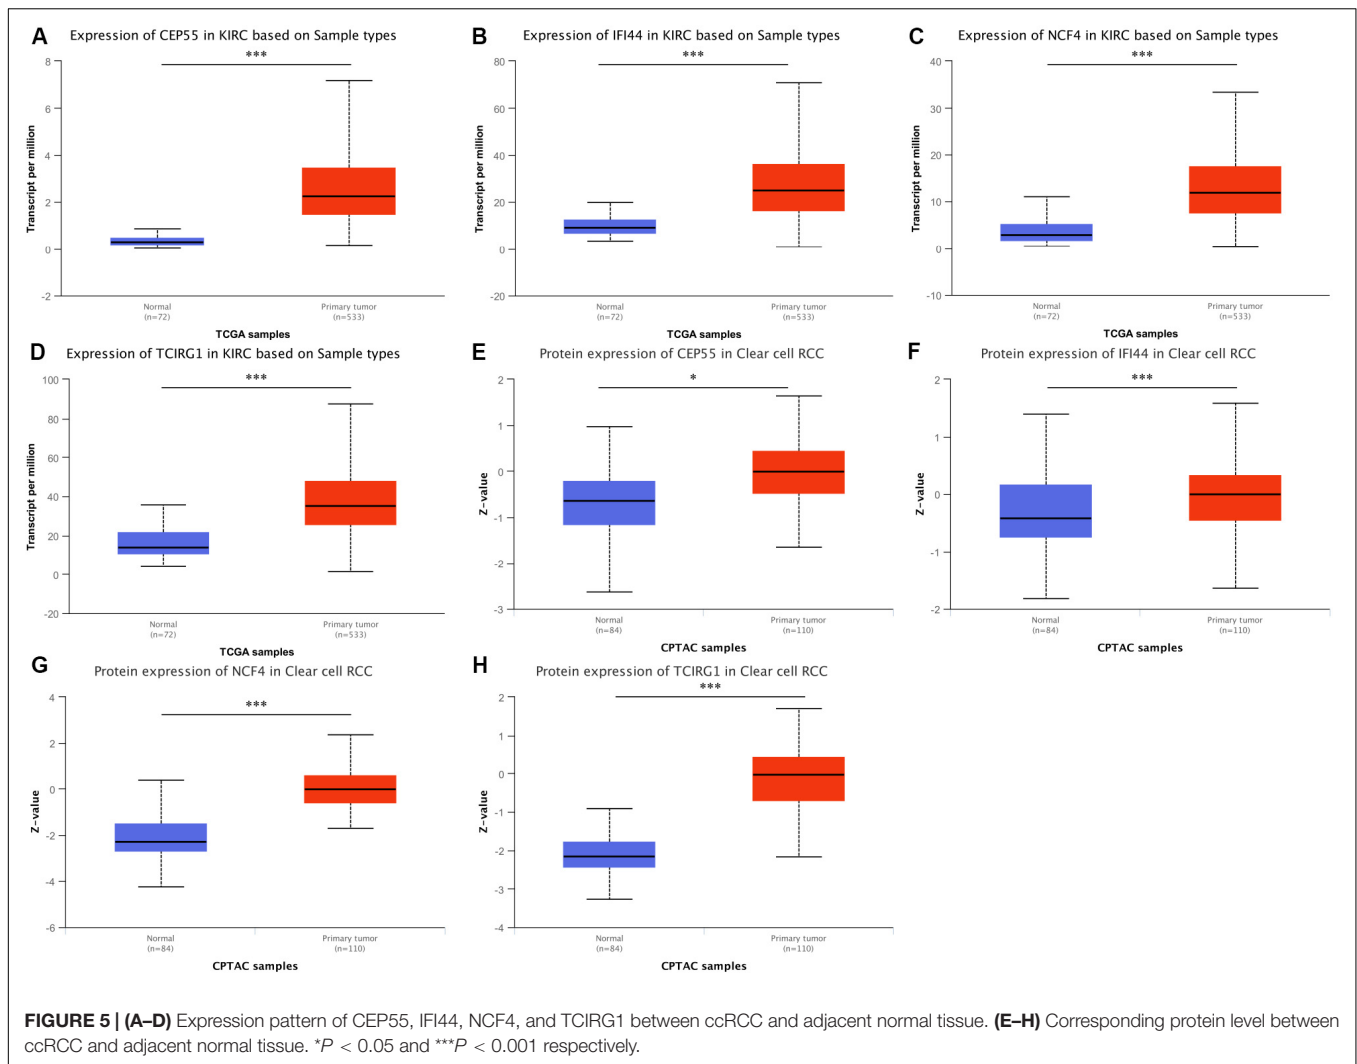 A
Expression of CEP55 in KIRC based on Sample types
***
Transcript per million
8
6
4
2
0
-2
Normal
(n=72)
Primary tumor
(n=533)
TCGA samples
B
Expression of IFI44 in KIRC based on Sample types
***
Transcript per million
80
60
40
20
0
-20
Normal
(n=72)
Primary tumor
(n=533)
TCGA samples
C
Expression of NCF4 in KIRC based on Sample types
***
Transcript per million
40
30
20
10
0
-10
Normal
(n=72)
Primary tumor
(n=533)
TCGA samples
D
Expression of TCIRG1 in KIRC based on Sample types
***
Transcript per million
100
80
60
40
20
0
-20
Normal
(n=72)
Primary tumor
(n=533)
TCGA samples
E
Protein expression of CEP55 in Clear cell RCC
*
Z-value
2
1
0
-1
-2
-3
Normal
(n=84)
Primary tumor
(n=110)
CPTAC samples
F
Protein expression of IFI44 in Clear cell RCC
***
Z-value
2
1
0
-1
-2
Normal
(n=84)
Primary tumor
(n=110)
CPTAC samples
G
Protein expression of NCF4 in Clear cell RCC
***
Z-value
4
2
0
-2
-4
-6
Normal
(n=84)
Primary tumor
(n=110)
CPTAC samples
H
Protein expression of TCIRG1 in Clear cell RCC
***
Z-value
2
1
0
-1
-2
-3
-4
Normal
(n=84)
Primary tumor
(n=110)
CPTAC samples
FIGURE 5 | (A–D) Expression pattern of CEP55, IFI44, NCF4, and TCIRG1 between ccRCC and adjacent normal tissue. (E–H) Corresponding protein level between
ccRCC and adjacent normal tissue. *P < 0.05 and ***P < 0.001 respectively.